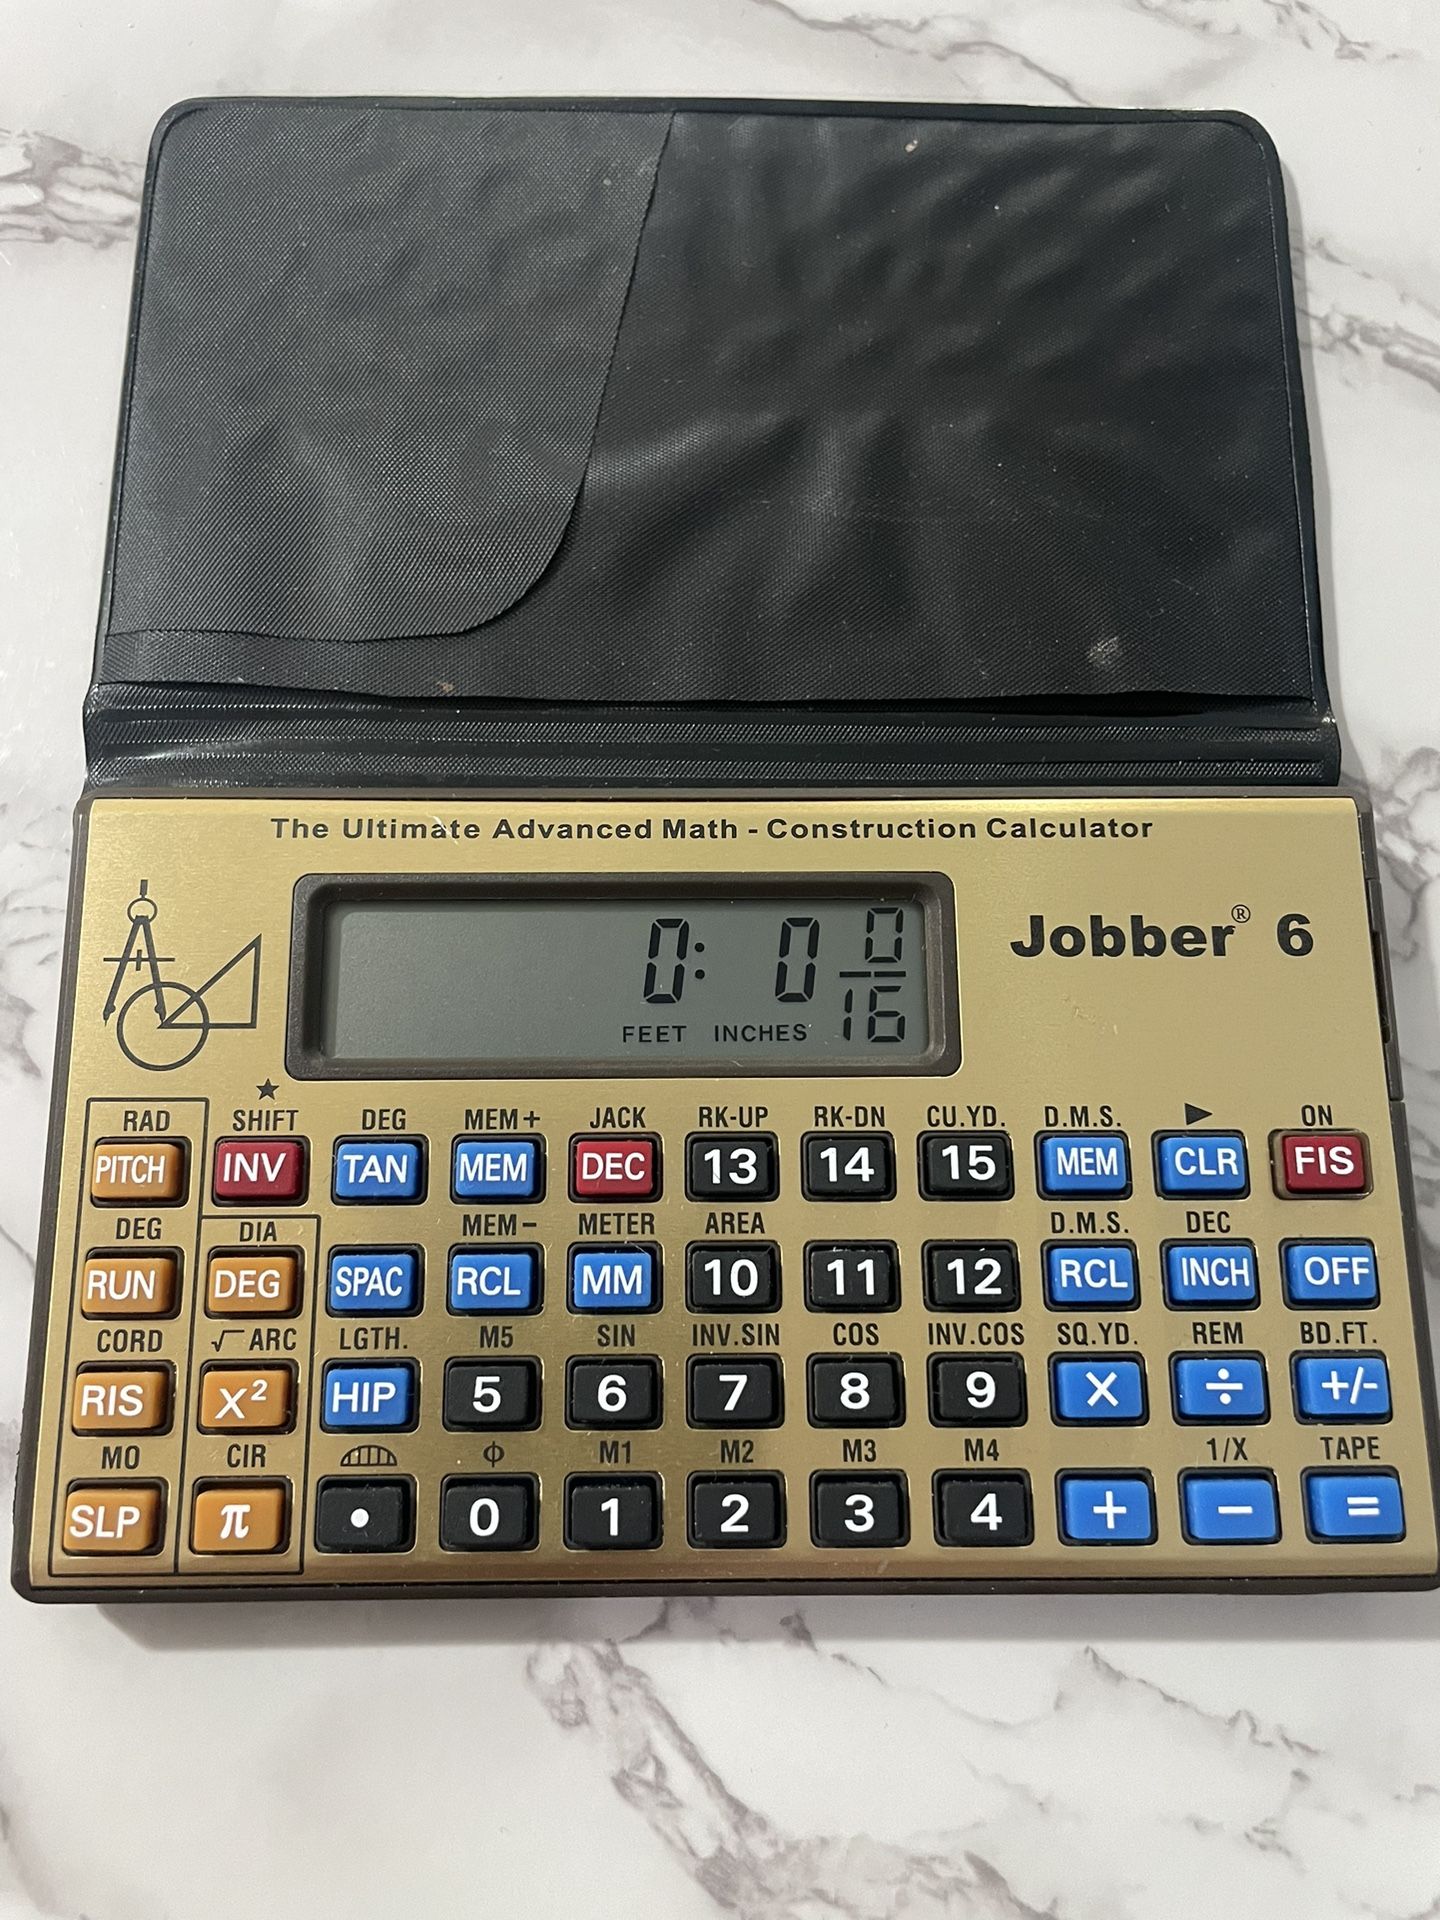 The Ultimate Advanced Math - Construction Calculator
Jobber® 6
0: 0 0/16
FEET INCHES
RAD SHIFT DEG MEM+ JACK RK-UP RK-DN CU.YD. D.M.S. ► ON
PITCH INV TAN MEM DEC 13 14 15 MEM CLR FIS
DEG DIA MEM− METER AREA D.M.S. DEC
RUN DEG SPAC RCL MM 10 11 12 RCL INCH OFF
CORD √‾ ARC LGTH. M5 SIN INV.SIN COS INV.COS SQ.YD. REM BD.FT.
RIS X² HIP 5 6 7 8 9 × ÷ +/-
MO CIR ϕ M1 M2 M3 M4 1/X TAPE
SLP π • 0 1 2 3 4 + − =